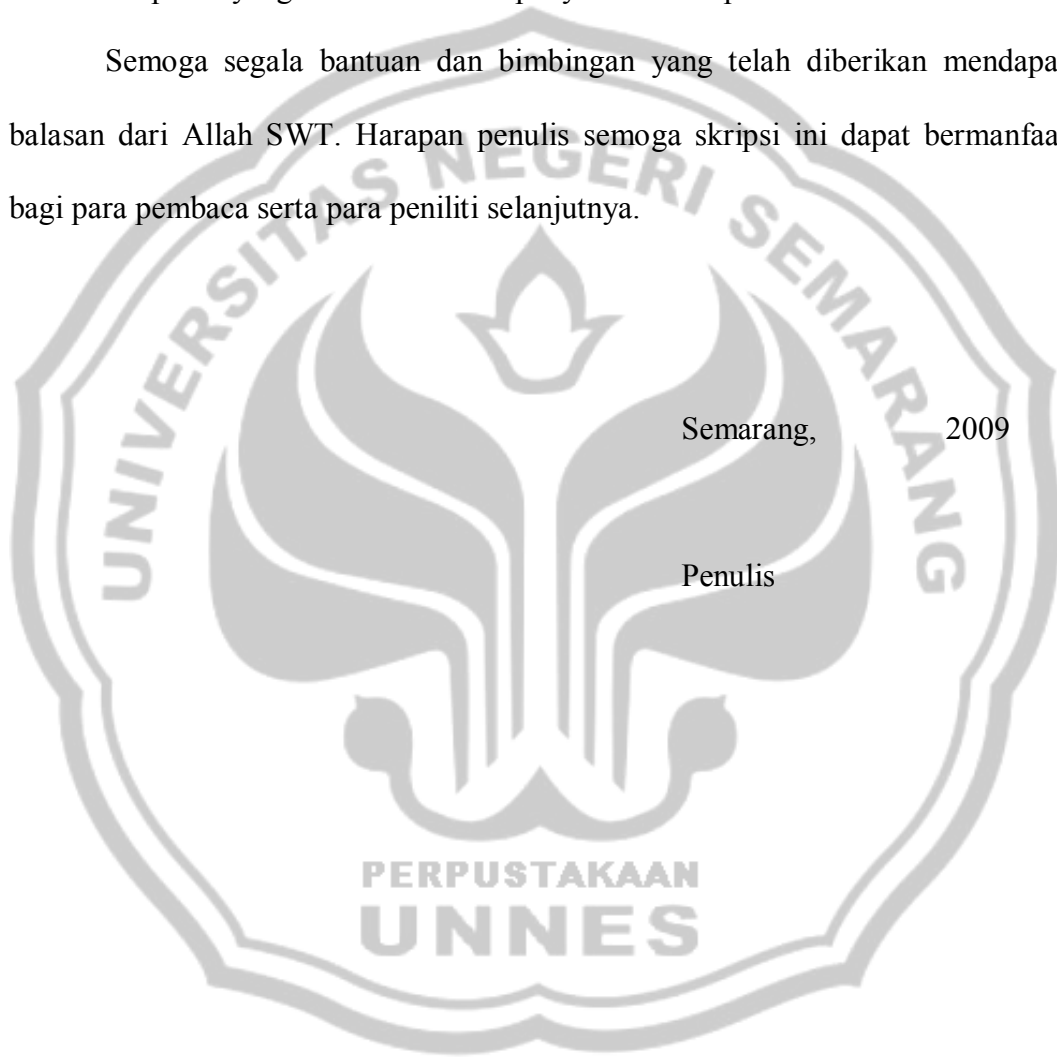 Semoga segala bantuan dan bimbingan yang telah diberikan mendapa
balasan dari Allah SWT. Harapan penulis semoga skripsi ini dapat bermanfaa
bagi para pembaca serta para peniliti selanjutnya.
Semarang, 2009
Penulis
UNIVERSITAS NEGERI SEMARANG
PERPUSTAKAAN
UNNES